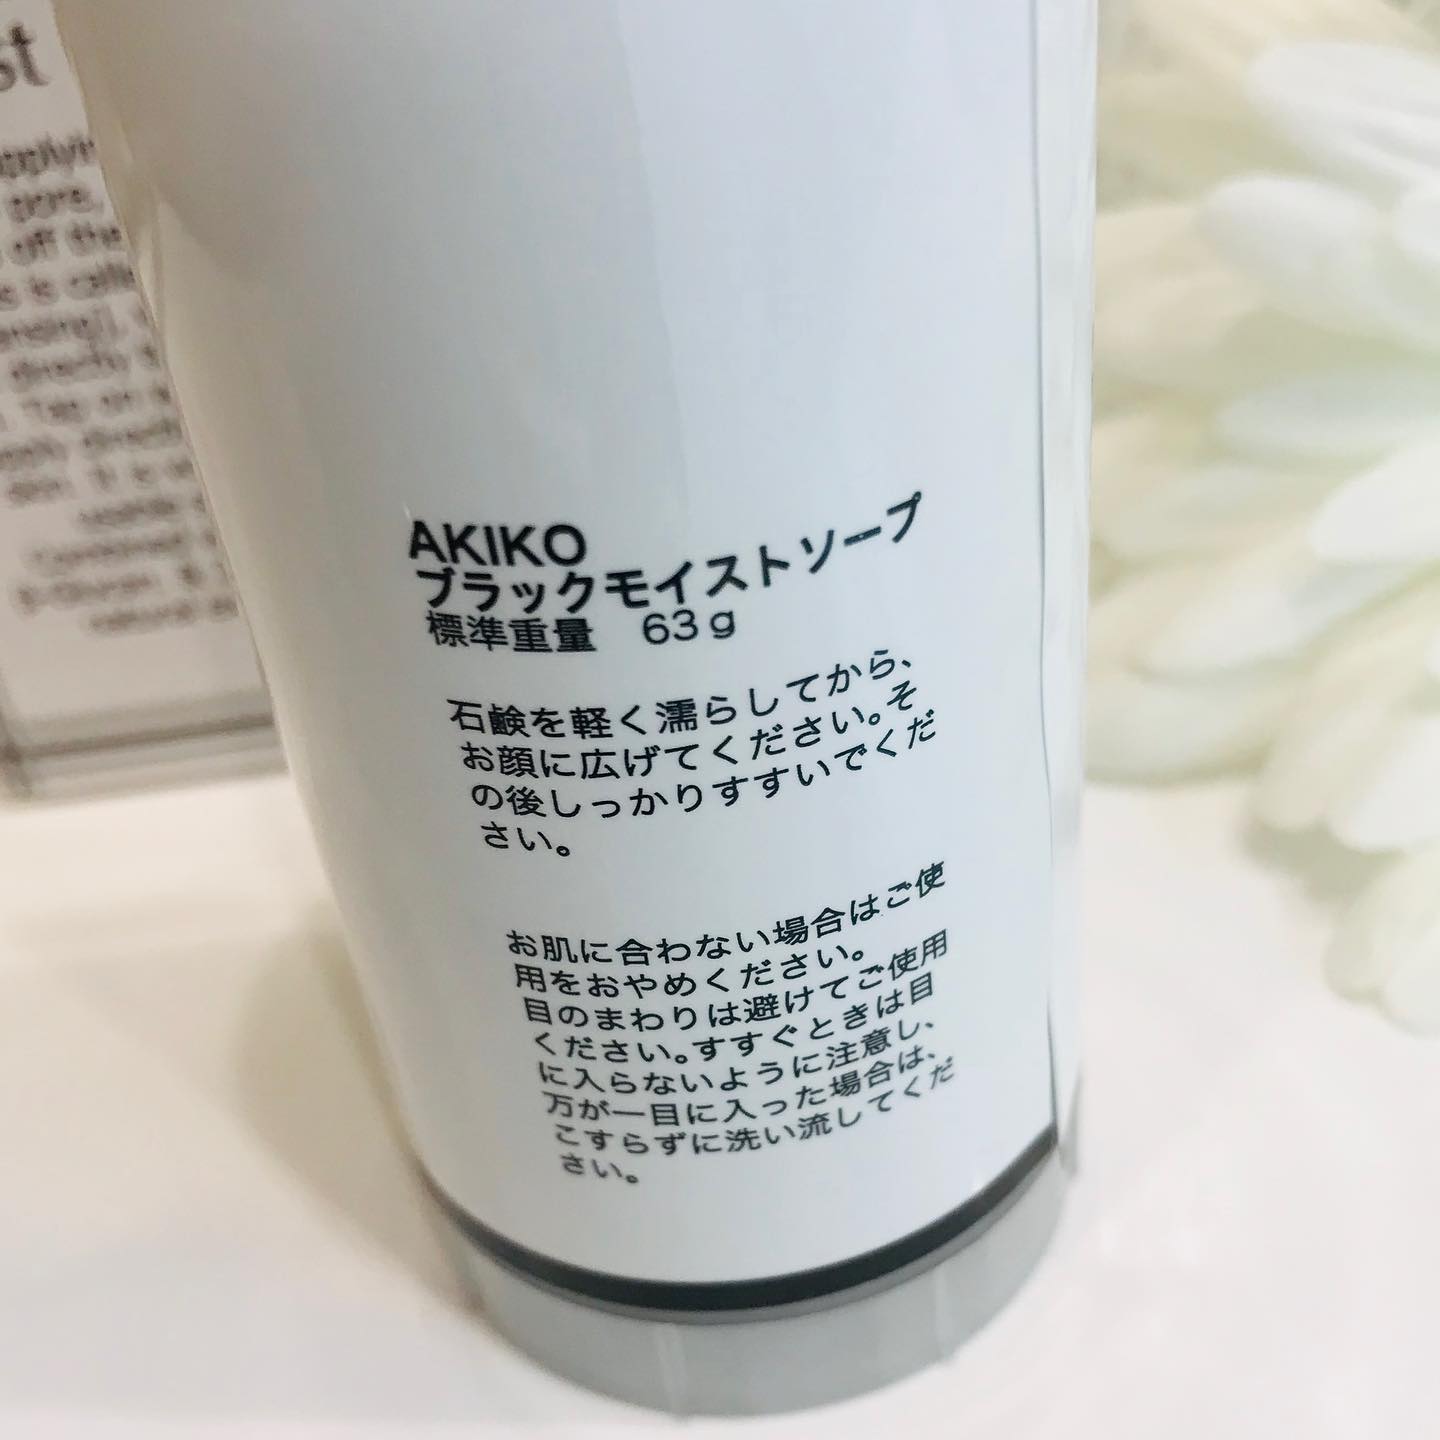 st
off the
AKIKO
ブラックモイストソープ
標準重量　63g
石鹸を軽く濡らしてから、
お顔に広げてください。そ
の後しっかりすすいでくだ
さい。
お肌に合わない場合はご使
用をおやめください。
目のまわりは避けてご使用
ください。すすぐときは目
に入らないように注意し、
万が一目に入った場合は、
こすらずに洗い流してくだ
さい。